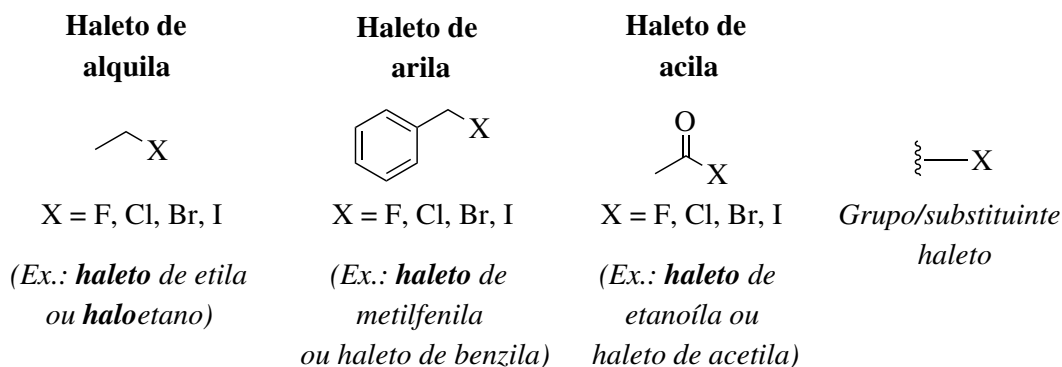 Haleto de
alquila
X
X = F, Cl, Br, I
(Ex.: haleto de etila
ou haloetano)
Haleto de
arila
X
X = F, Cl, Br, I
(Ex.: haleto de
metilfenila
ou haleto de benzila)
Haleto de
acila
O
X
X = F, Cl, Br, I
(Ex.: haleto de
etanoíla ou
haleto de acetila)
X
Grupo/substituinte
haleto